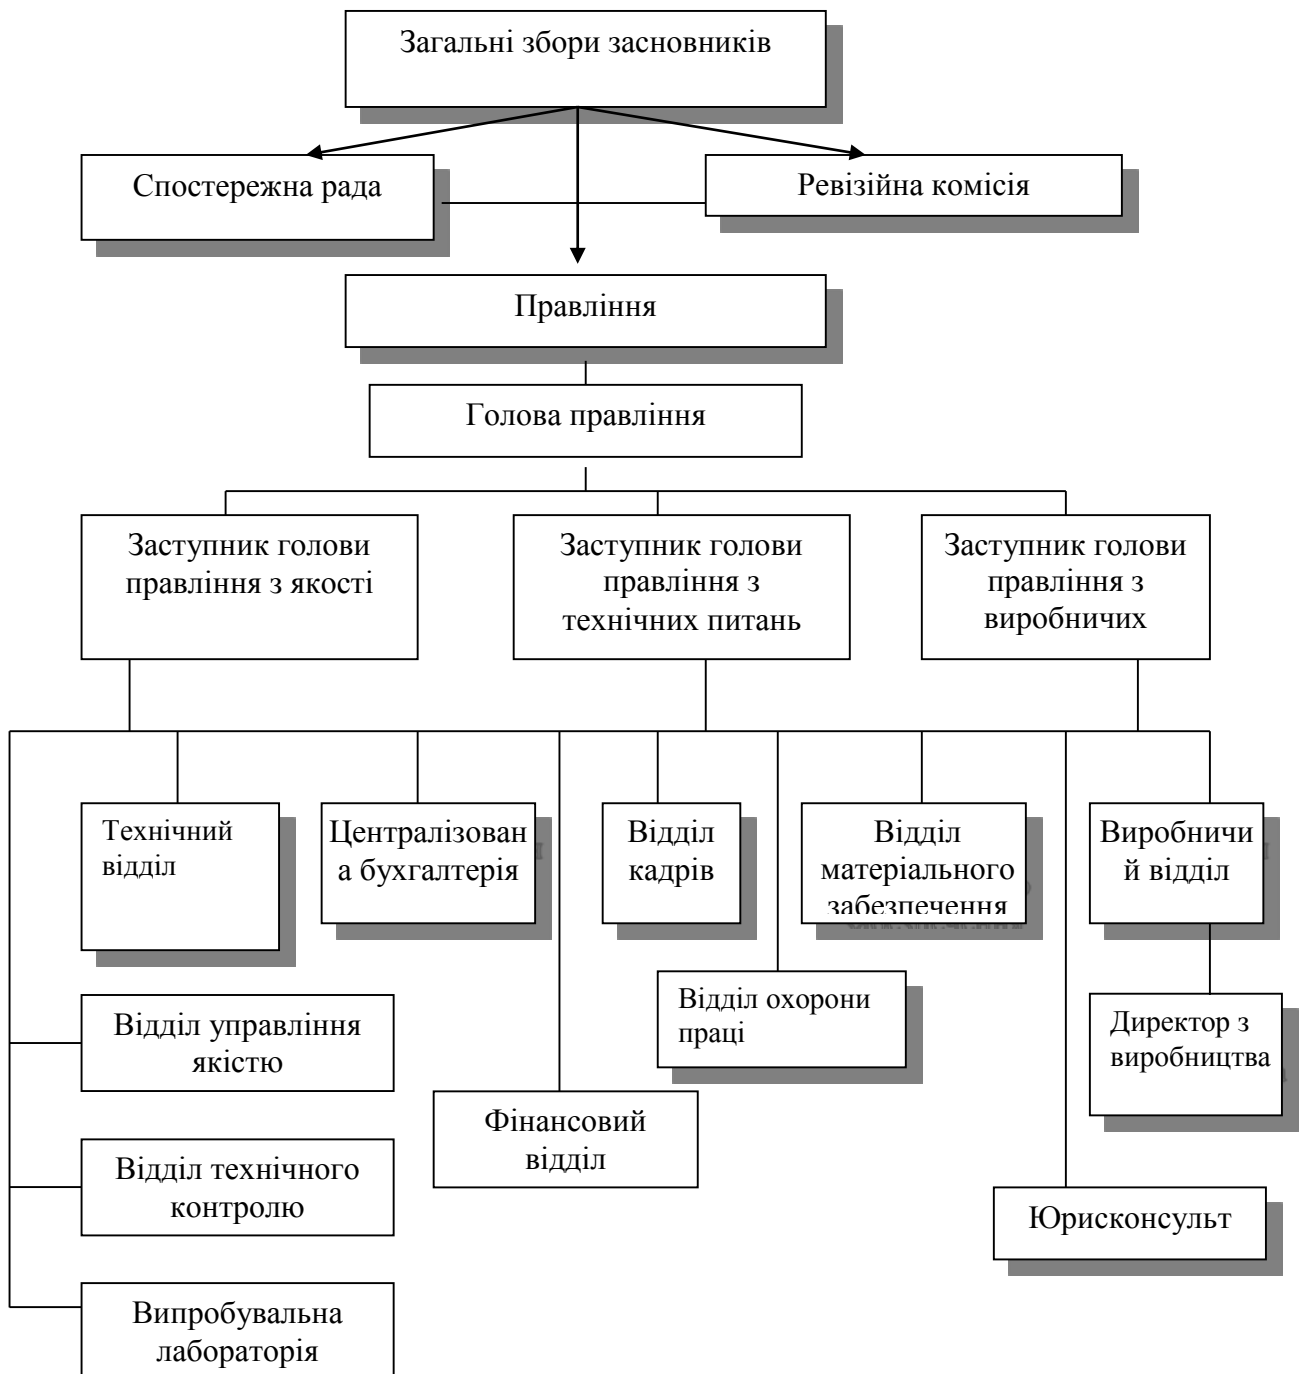 Загальні збори засновників
Спостережна рада
Ревізійна комісія
Правління
Голова правління
Заступник голови
правління з якості
Заступник голови
правління з
технічних питань
Заступник голови
правління з
виробничих
Технічний
відділ
Централізован
а бухгалтерія
Відділ
кадрів
Відділ
матеріального
забезпечення
Виробничи
й відділ
Відділ охорони
праці
Директор з
виробництва
Відділ управління
якістю
Фінансовий
відділ
Відділ технічного
контролю
Юрисконсульт
Випробувальна
лабораторія